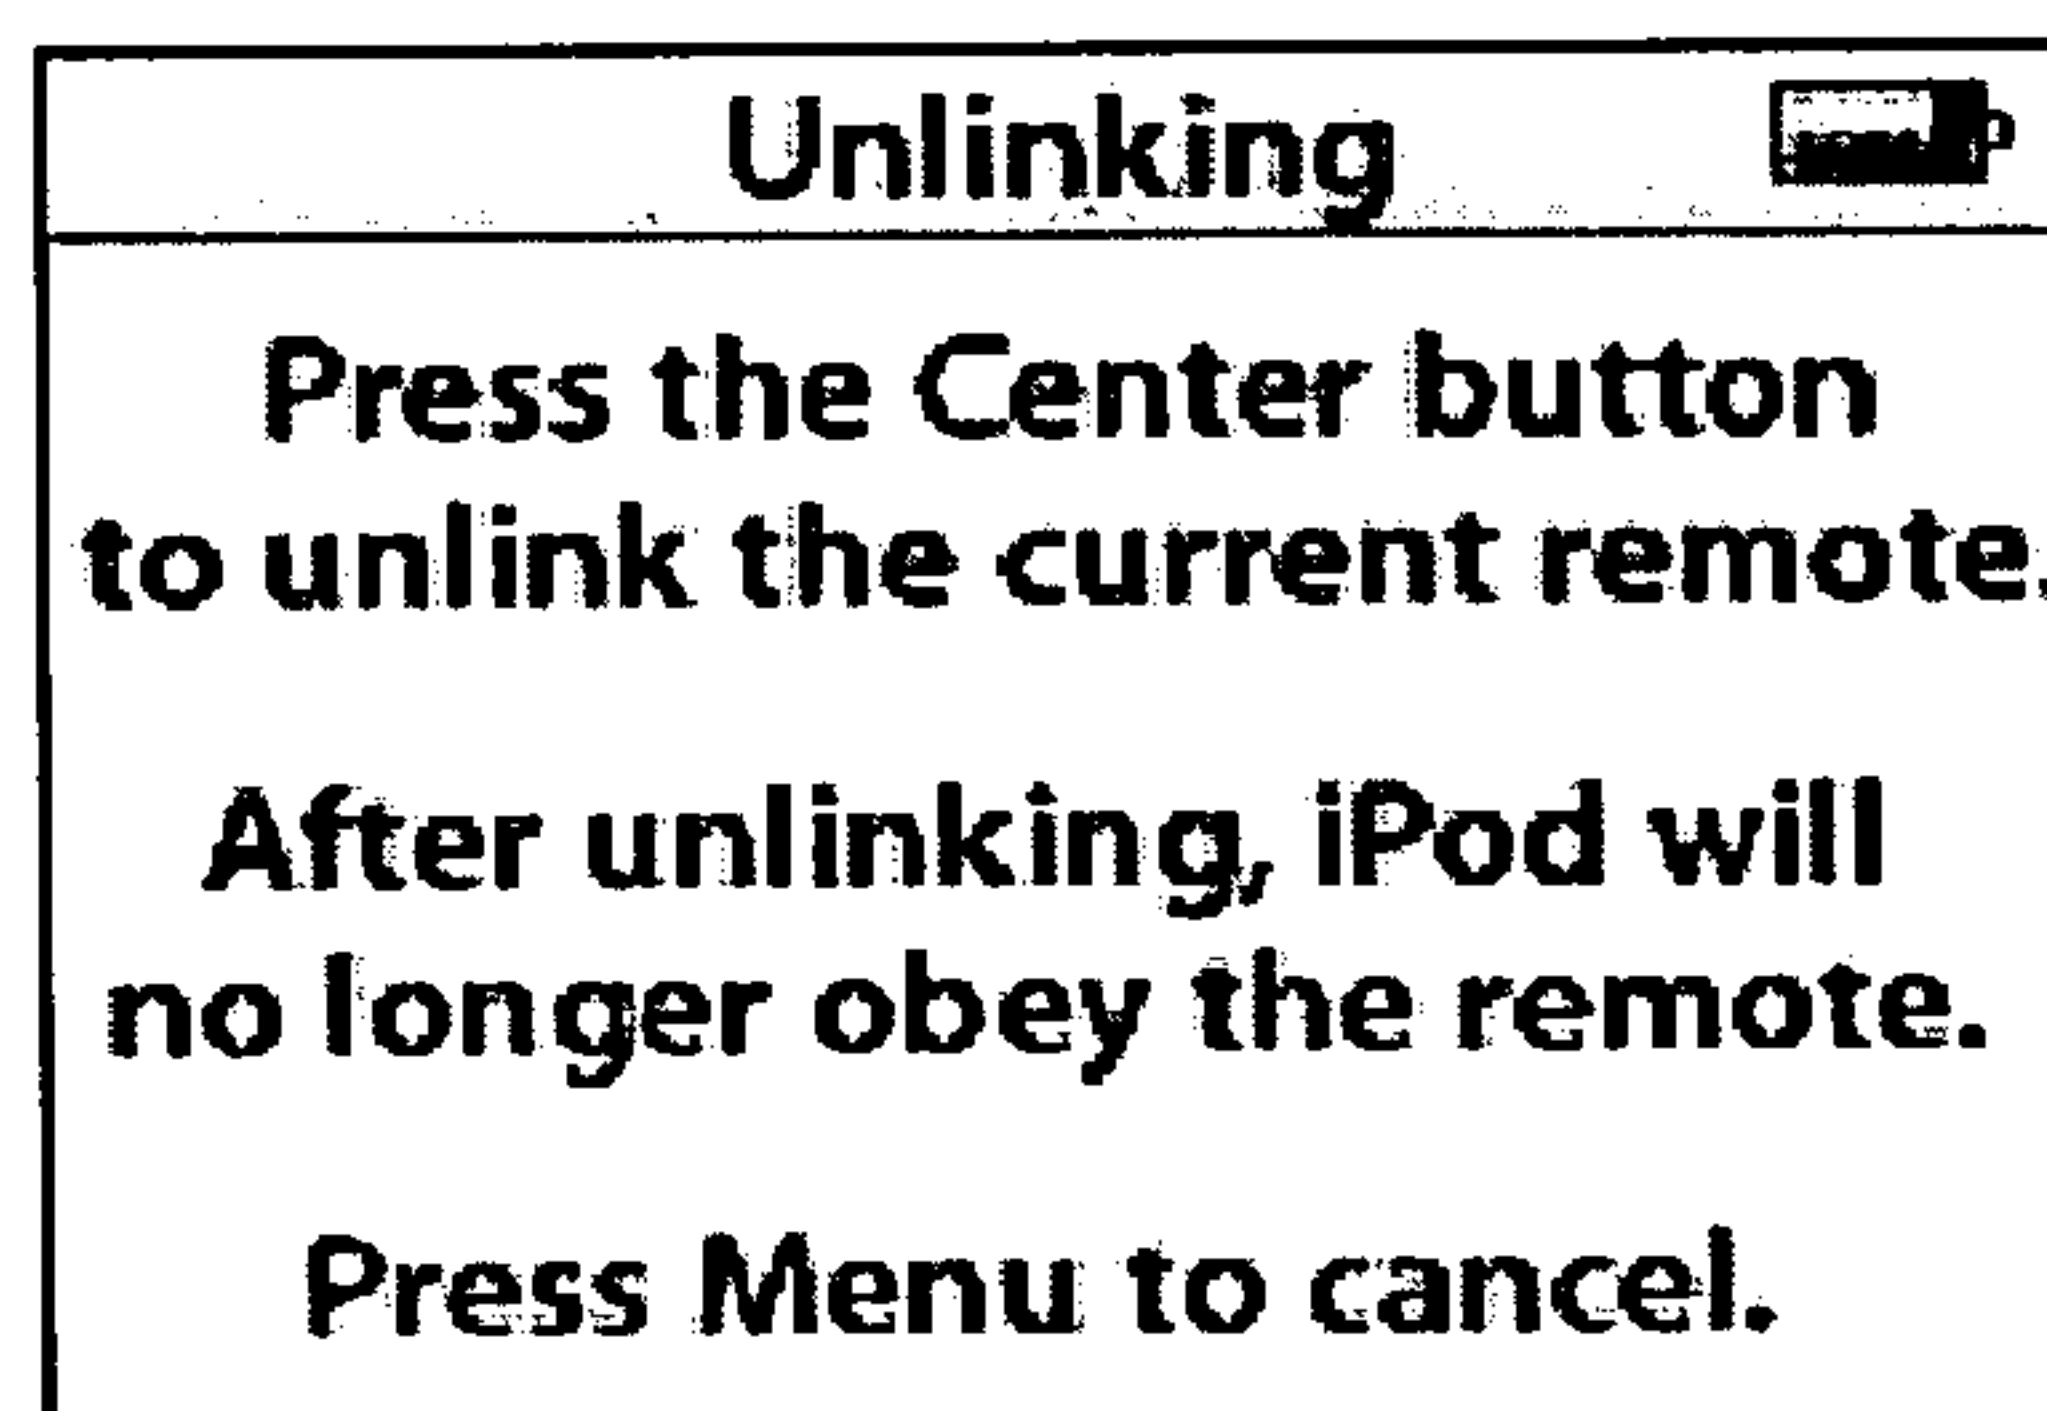 Unlinking
Press the Center button
to unlink the current remote.
After unlinking, iPod will
no longer obey the remote.
Press Menu to cancel.